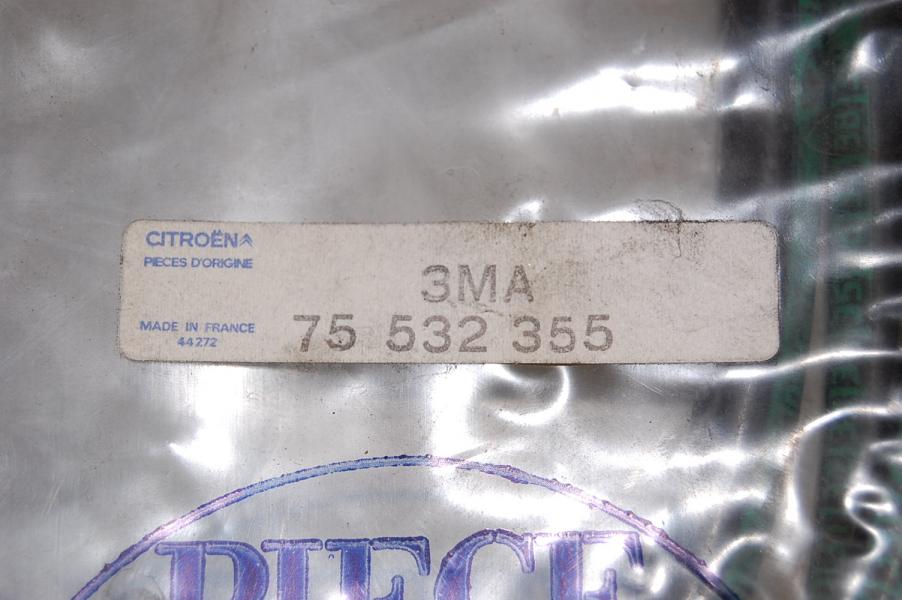 CITROËN
PIECES D'ORIGINE
3MA
MADE IN FRANCE
44272
75 532 355
PIECE